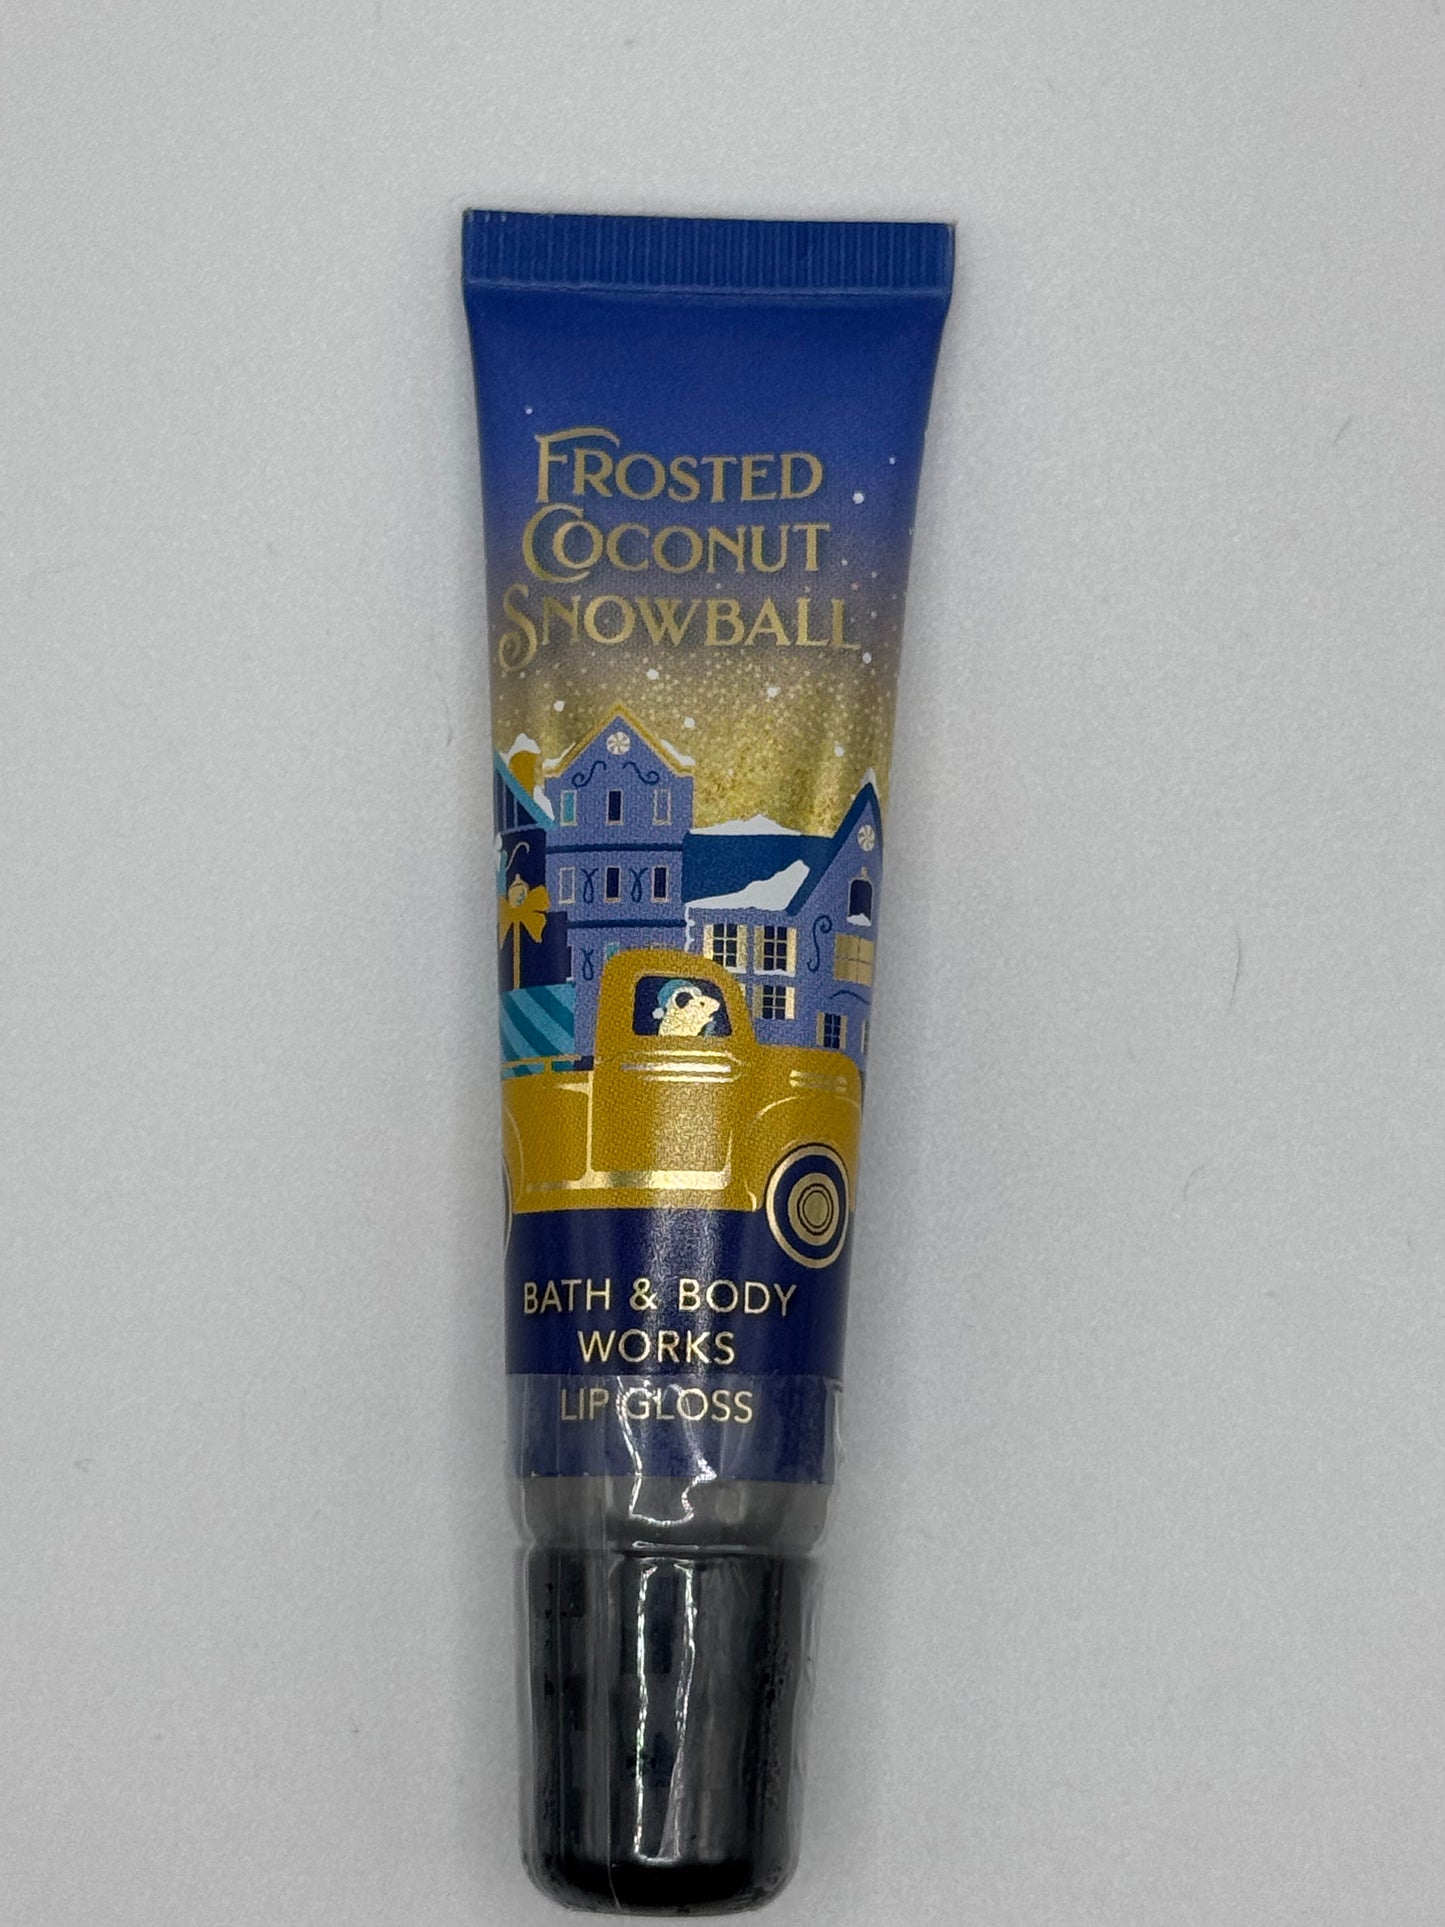 FROSTED
COCONUT
SNOWBALL
BATH & BODY
WORKS
LIP GLOSS